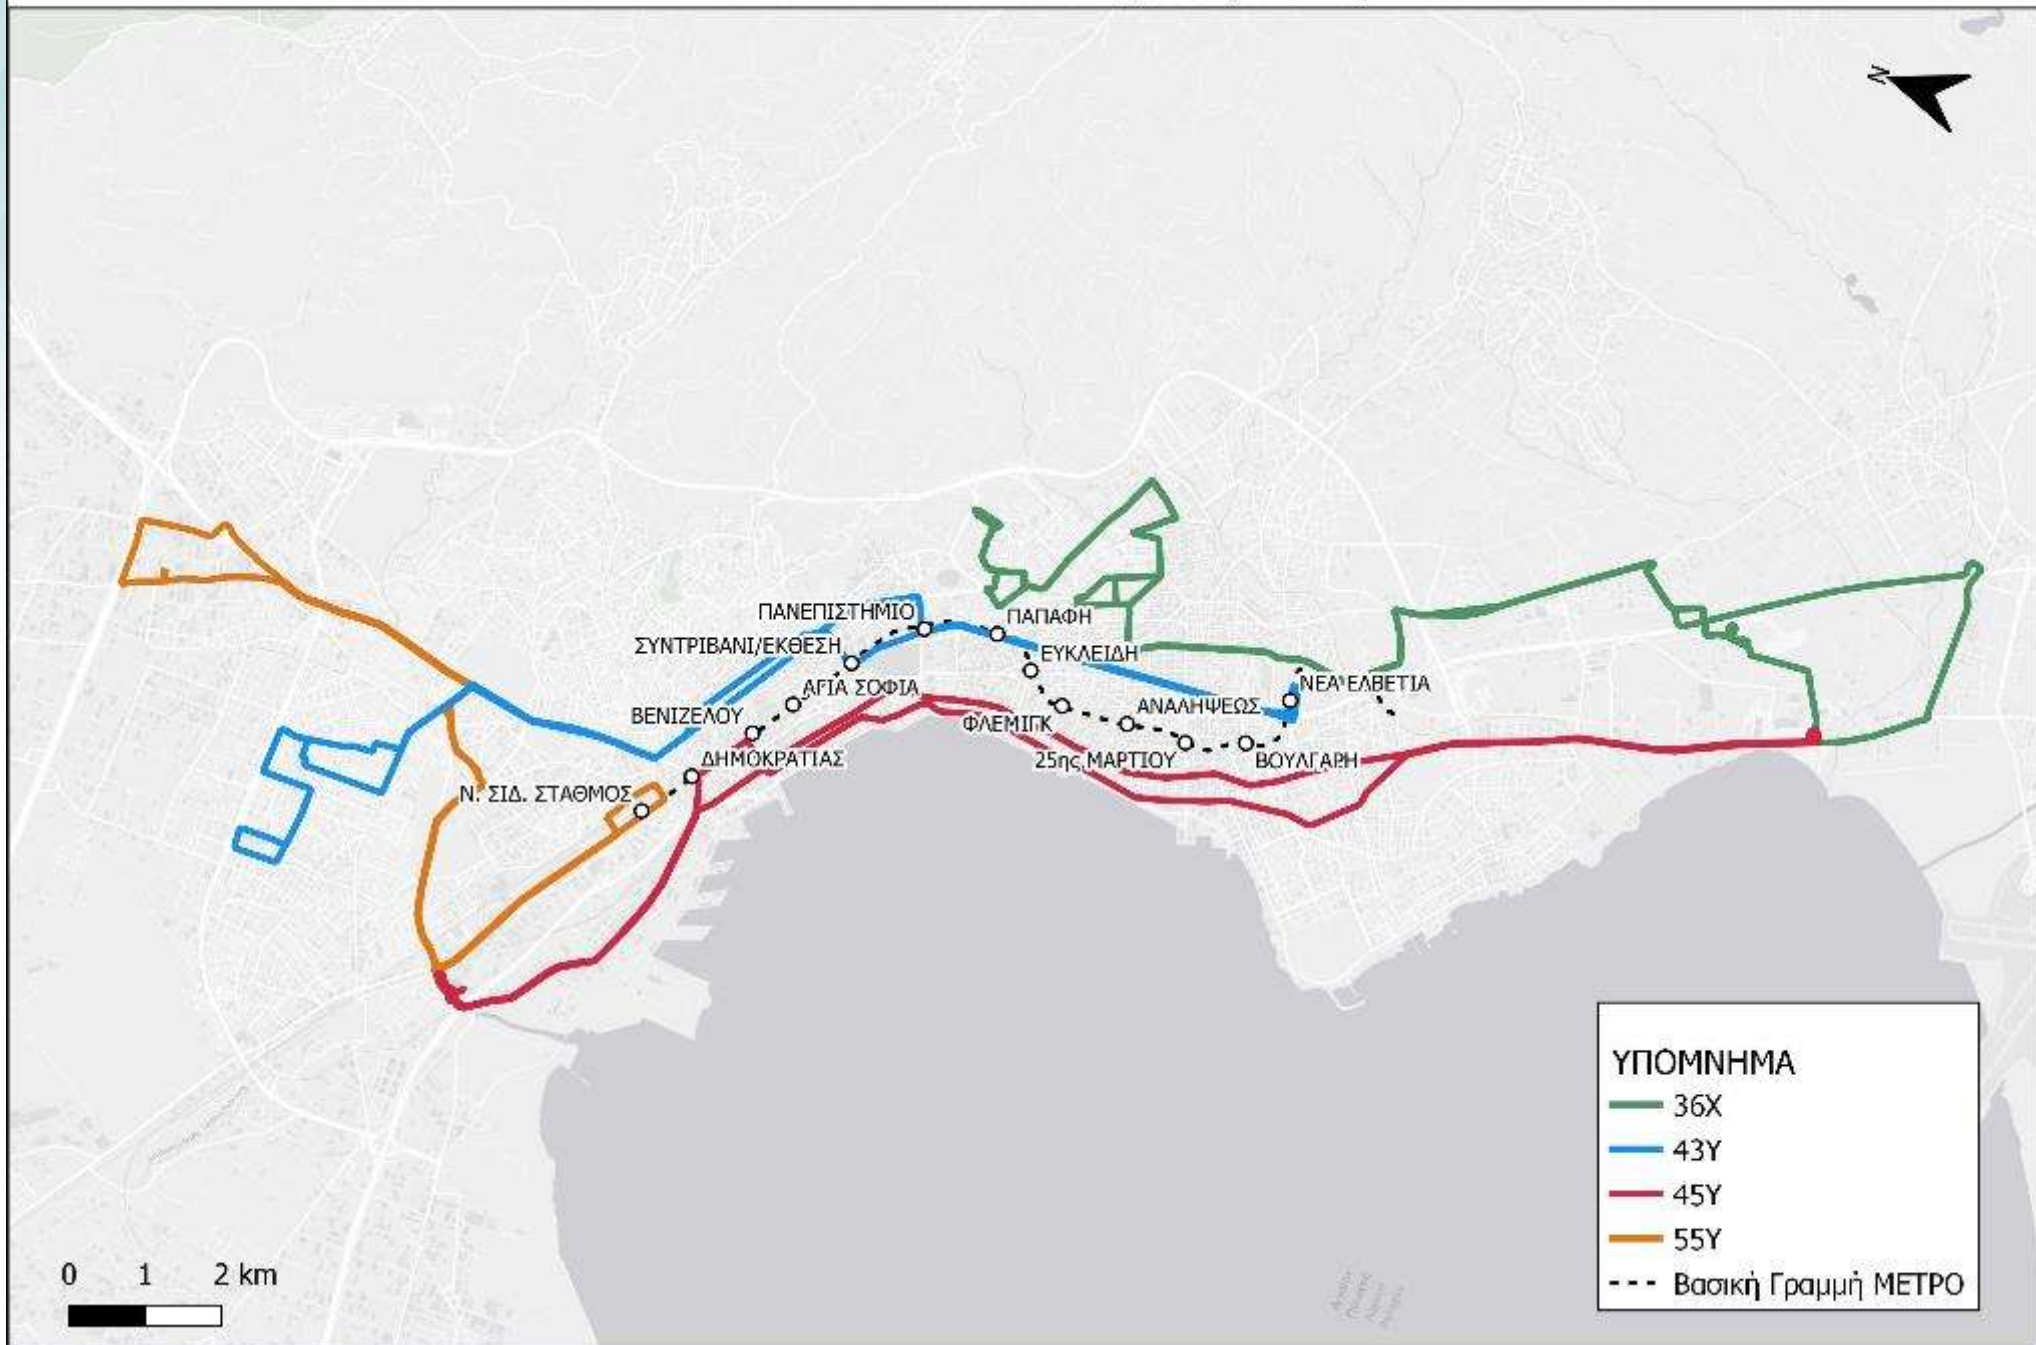 N
ΠΑΝΕΠΙΣΤΗΜΙΟ
ΠΑΠΑΦΗ
ΣΥΝΤΡΙΒΑΝΙ/ΕΚΘΕΣΗ
ΕΥΚΛΕΙΔΗ
ΑΓΙΑ ΣΟΦΙΑ
ΝΕΑ ΕΛΒΕΤΙΑ
ΒΕΝΙΖΕΛΟΥ
ΦΛΕΜΙΓΚ
ΑΝΑΛΗΨΕΩΣ
ΔΗΜΟΚΡΑΤΙΑΣ
25ης ΜΑΡΤΙΟΥ
ΒΟΥΛΓΑΡΗ
Ν. ΣΙΔ. ΣΤΑΘΜΟΣ
ΥΠΟΜΝΗΜΑ
36Χ
43Υ
45Υ
55Υ
Βασική Γραμμή ΜΕΤΡΟ
0 1 2 km